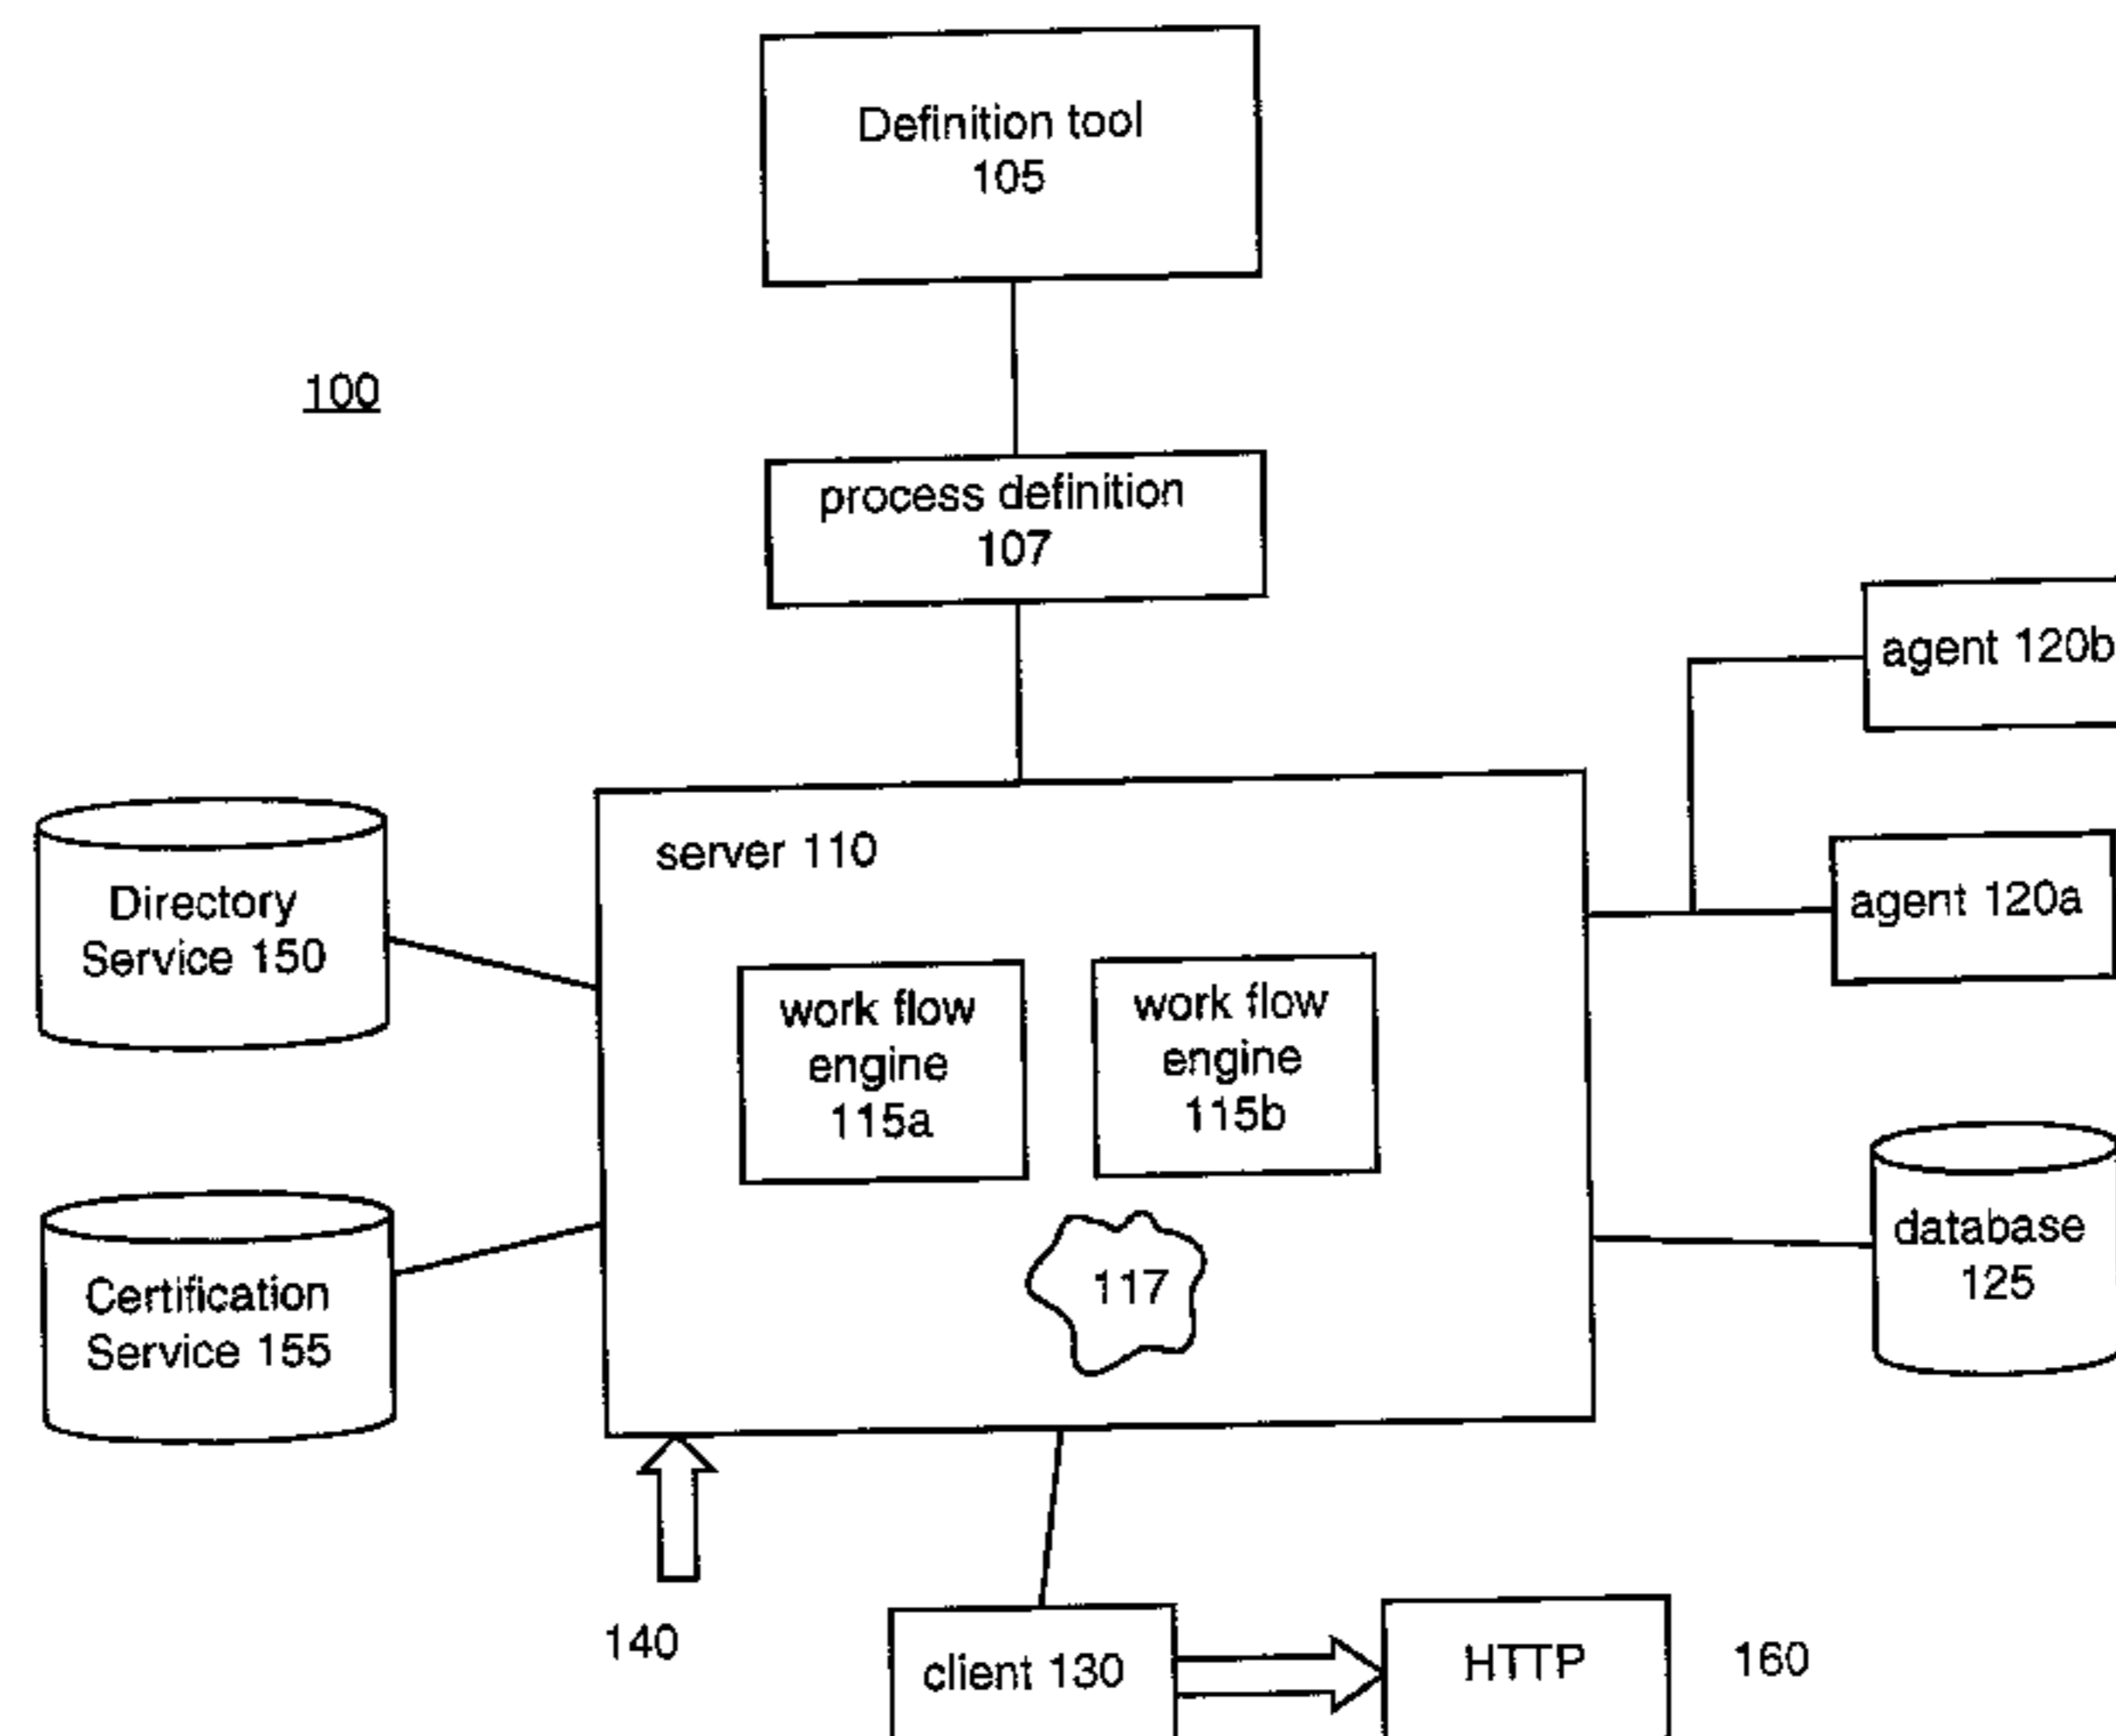 Definition tool
105
100
process definition
107
agent 120b
server 110
agent 120a
Directory
Service 150
work flow
engine
115a
work flow
engine
115b
database
125
Certification
Service 155
117
140
client 130
HTTP
160